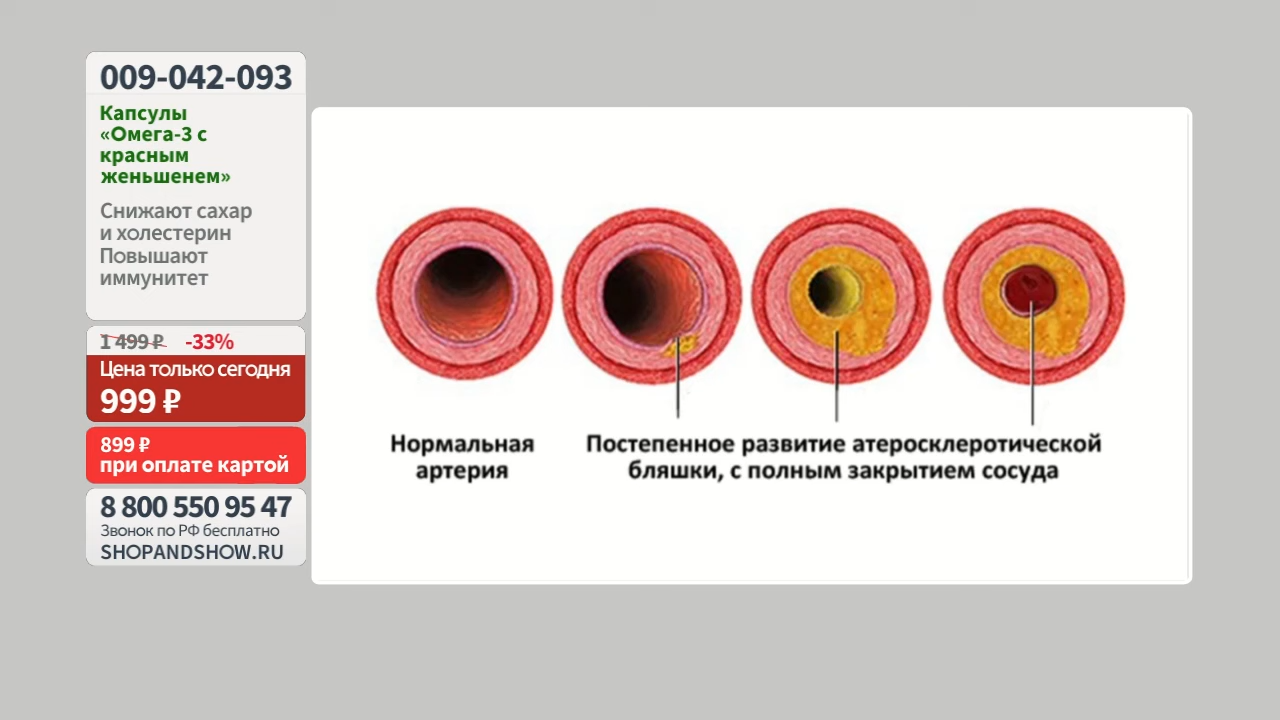 009-042-093
Капсулы
«Омега-3 с
красным
женьшенем»
Снижают сахар
и холестерин
Повышают
иммунитет
1 499 ₽ -33%
Цена только сегодня
999 ₽
899 ₽
при оплате картой
8 800 550 95 47
Звонок по РФ бесплатно
SHOPANDSHOW.RU
Нормальная
артерия
Постепенное развитие атеросклеротической
бляшки, с полным закрытием сосуда